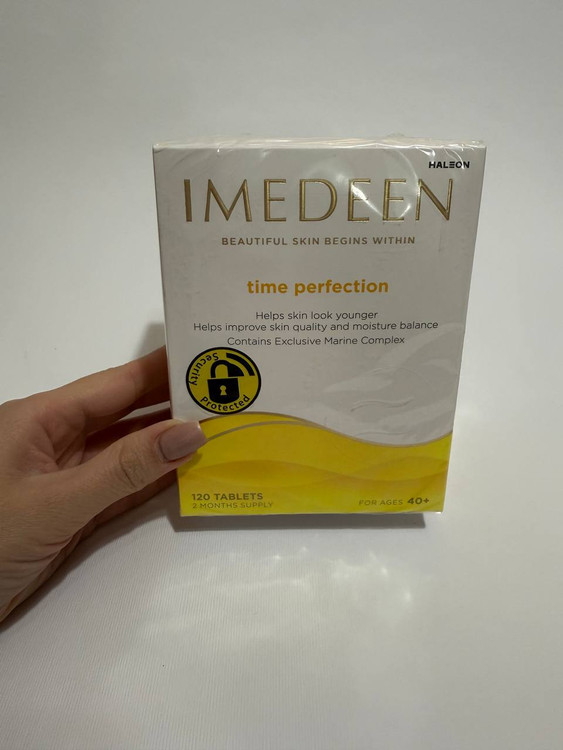 HALEON
IMEDEEN
BEAUTIFUL SKIN BEGINS WITHIN
time perfection
Helps skin look younger
Helps improve skin quality and moisture balance
Contains Exclusive Marine Complex
Security
Protected
120 TABLETS
2 MONTHS SUPPLY
FOR AGES 40+